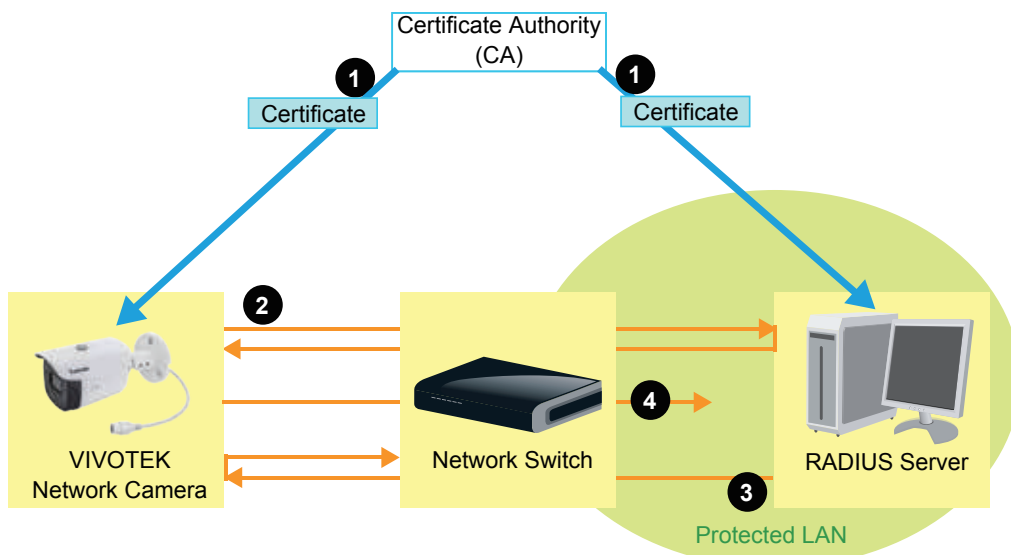 Certificate Authority
(CA)
1
1
Certificate
Certificate
2
4
VIVOTEK
Network Camera
Network Switch
RADIUS Server
3
Protected LAN